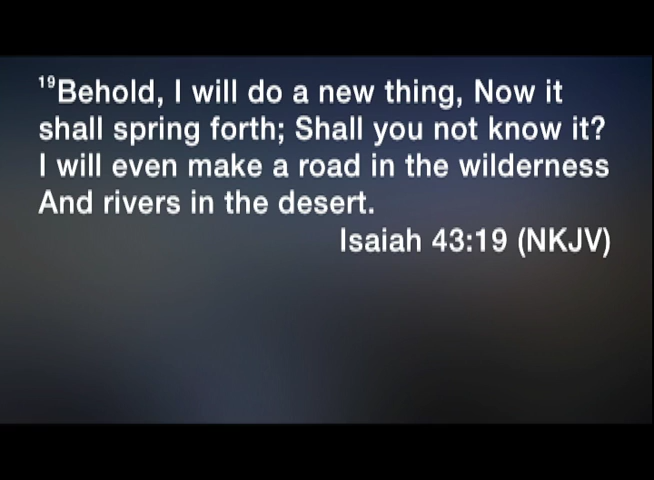 19Behold, I will do a new thing, Now it
shall spring forth; Shall you not know it?
I will even make a road in the wilderness
And rivers in the desert.
Isaiah 43:19 (NKJV)